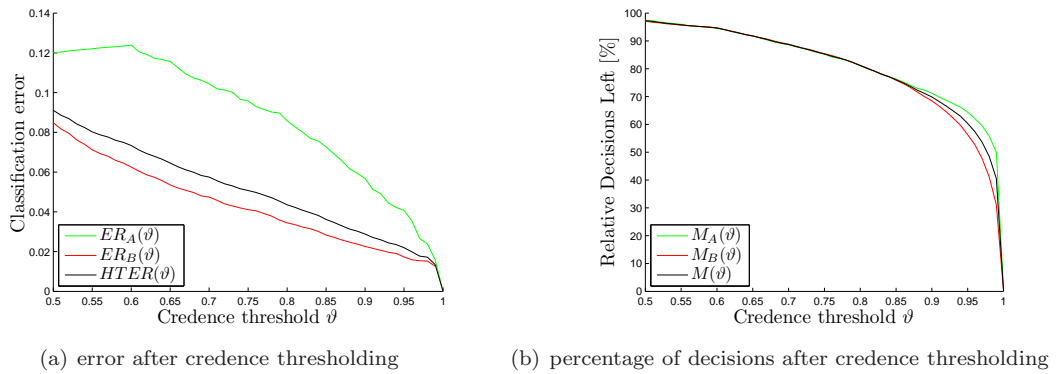 0.14
0.12
0.1
0.08
0.06
0.04
0.02
0
Classification error
ER_A(ϑ)
ER_B(ϑ)
HTER(ϑ)
0.5 0.55 0.6 0.65 0.7 0.75 0.8 0.85 0.9 0.95 1
Credence threshold ϑ
(a) error after credence thresholding
100
90
80
70
60
50
40
30
20
10
0
Relative Decisions Left [%]
M_A(ϑ)
M_B(ϑ)
M(ϑ)
0.5 0.55 0.6 0.65 0.7 0.75 0.8 0.85 0.9 0.95 1
Credence threshold ϑ
(b) percentage of decisions after credence thresholding